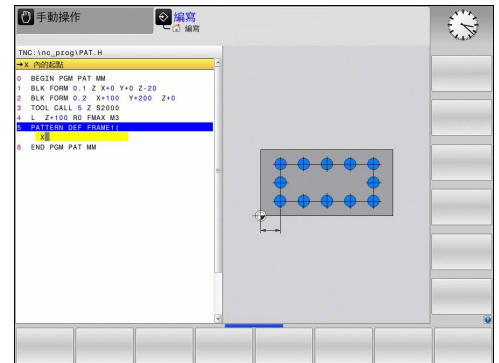 手動操作
編寫
編寫
TNC:\nc_prog\PAT.H
→X 內的起點
0 BEGIN PGM PAT MM
1 BLK FORM 0.1 Z X+0 Y+0 Z-20
2 BLK FORM 0.2 X+100 Y+200 Z+0
3 TOOL CALL 5 Z S2000
4 L Z+100 R0 FMAX M3
5 PATTERN DEF FRAME1(
X
6 END PGM PAT MM